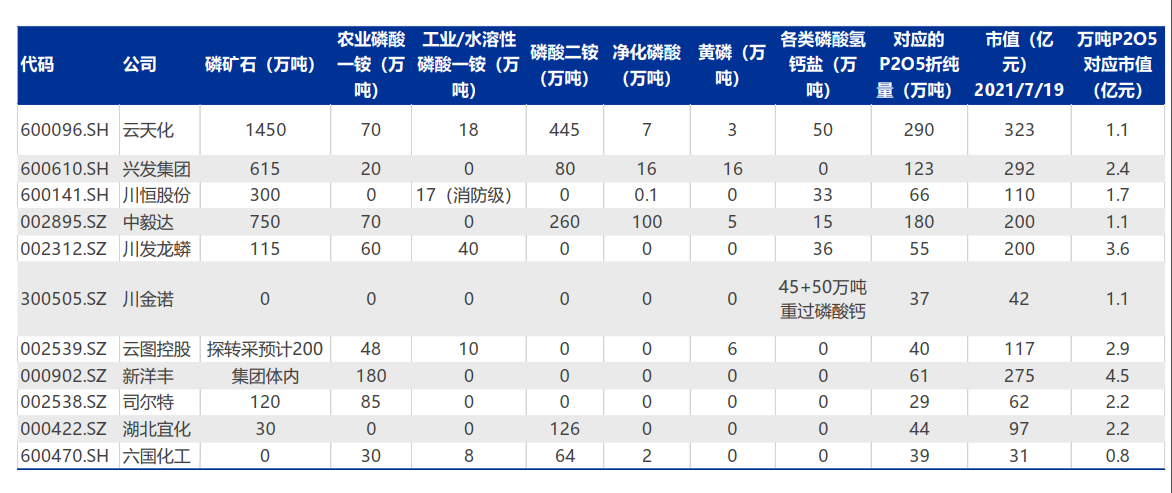 代码 公司 磷矿石（万吨） 农业磷酸一铵（万吨） 工业/水溶性磷酸一铵（万吨） 磷酸二铵（万吨） 净化磷酸（万吨） 黄磷（万吨） 各类磷酸氢钙盐（万吨） 对应的P2O5折纯量（万吨） 市值（亿元）2021/7/19 万吨P2O5对应市值（亿元）
600096.SH 云天化 1450 70 18 445 7 3 50 290 323 1.1
600610.SH 兴发集团 615 20 0 80 16 16 0 123 292 2.4
600141.SH 川恒股份 300 0 17（消防级） 0 0.1 0 33 66 110 1.7
002895.SZ 中毅达 750 70 0 260 100 5 15 180 200 1.1
002312.SZ 川发龙蟒 115 60 40 0 0 0 36 55 200 3.6
300505.SZ 川金诺 0 0 0 0 0 0 45+50万吨重过磷酸钙 37 42 1.1
002539.SZ 云图控股 探转采预计200 48 10 0 0 6 0 40 117 2.9
000902.SZ 新洋丰 集团体内 180 0 0 0 0 0 61 275 4.5
002538.SZ 司尔特 120 85 0 0 0 0 0 29 62 2.2
000422.SZ 湖北宜化 30 0 0 126 0 0 0 44 97 2.2
600470.SH 六国化工 0 30 8 64 2 0 0 39 31 0.8